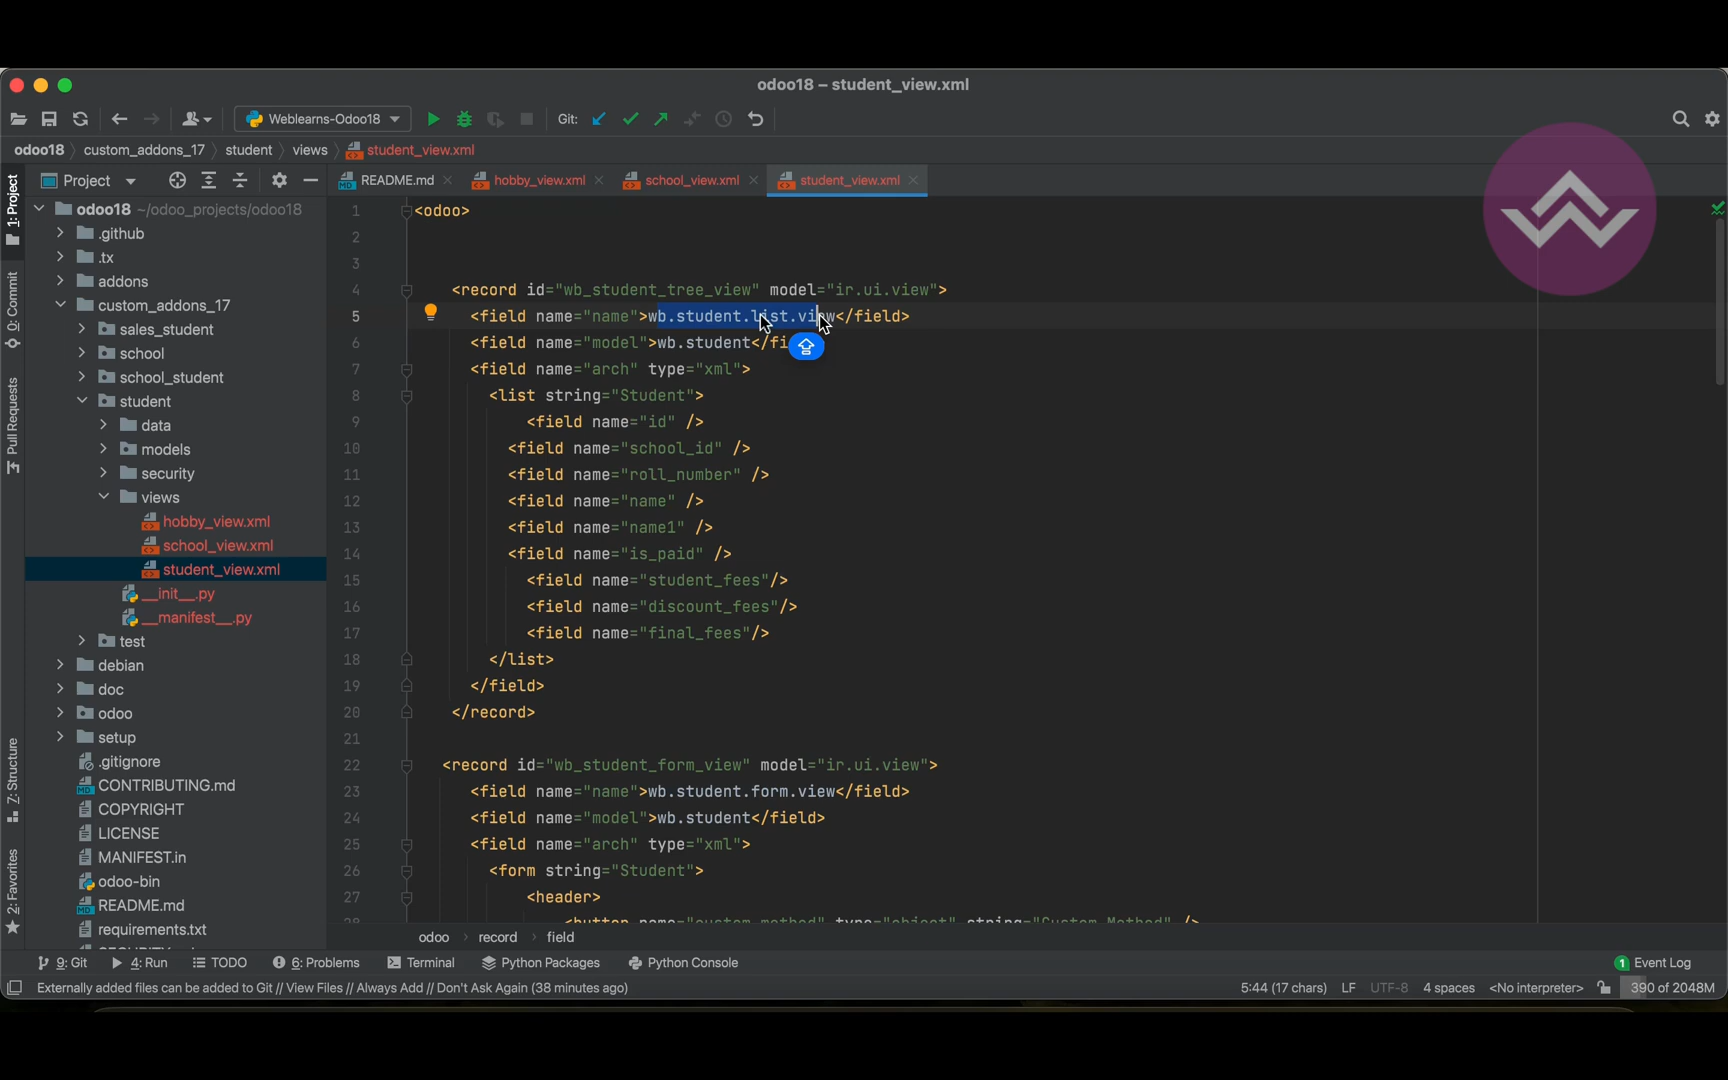 odoo18 – student_view.xml
Weblearns-Odoo18
Git:
odoo18 custom_addons_17 student views student_view.xml
Project
README.md
hobby_view.xml
school_view.xml
student_view.xml
1: Project
0: Commit
Pull Requests
7: Structure
2: Favorites
odoo18 ~/odoo_projects/odoo18
.github
.tx
addons
custom_addons_17
sales_student
school
school_student
student
data
models
security
views
hobby_view.xml
school_view.xml
student_view.xml
__init__.py
__manifest__.py
test
debian
doc
odoo
setup
.gitignore
CONTRIBUTING.md
COPYRIGHT
LICENSE
MANIFEST.in
odoo-bin
README.md
requirements.txt
1 <odoo>
2
3
4 <record id="wb_student_tree_view" model="ir.ui.view">
5 <field name="name">wb.student.list.view</field>
6 <field name="model">wb.student</fi
7 <field name="arch" type="xml">
8 <list string="Student">
9 <field name="id" />
10 <field name="school_id" />
11 <field name="roll_number" />
12 <field name="name" />
13 <field name="name1" />
14 <field name="is_paid" />
15 <field name="student_fees"/>
16 <field name="discount_fees"/>
17 <field name="final_fees"/>
18 </list>
19 </field>
20 </record>
21
22 <record id="wb_student_form_view" model="ir.ui.view">
23 <field name="name">wb.student.form.view</field>
24 <field name="model">wb.student</field>
25 <field name="arch" type="xml">
26 <form string="Student">
27 <header>
28 <button name="custom_method" type="object" string="Custom Method" />
odoo record field
9: Git 4: Run TODO 6: Problems Terminal Python Packages Python Console 1 Event Log
Externally added files can be added to Git // View Files // Always Add // Don't Ask Again (38 minutes ago) 5:44 (17 chars) LF UTF-8 4 spaces <No interpreter> 390 of 2048M